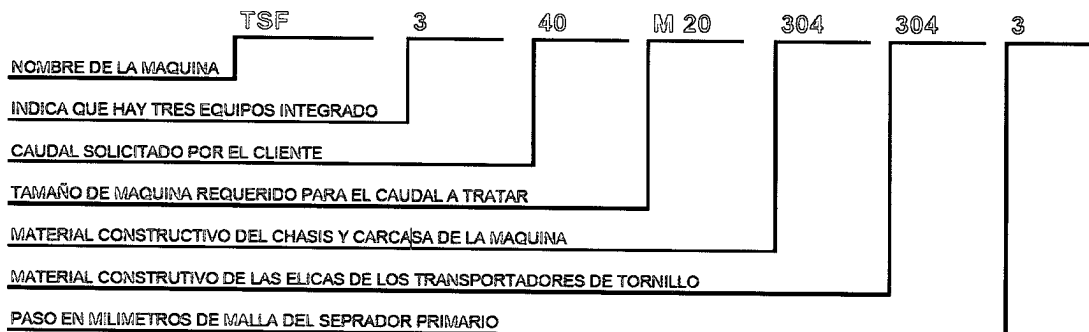 TSF 3 40 M 20 304 304 3
NOMBRE DE LA MAQUINA
INDICA QUE HAY TRES EQUIPOS INTEGRADO
CAUDAL SOLICITADO POR EL CLIENTE
TAMAÑO DE MAQUINA REQUERIDO PARA EL CAUDAL A TRATAR
MATERIAL CONSTRUCTIVO DEL CHASIS Y CARCASA DE LA MAQUINA
MATERIAL CONSTRUTIVO DE LAS ELICAS DE LOS TRANSPORTADORES DE TORNILLO
PASO EN MILIMETROS DE MALLA DEL SEPRADOR PRIMARIO